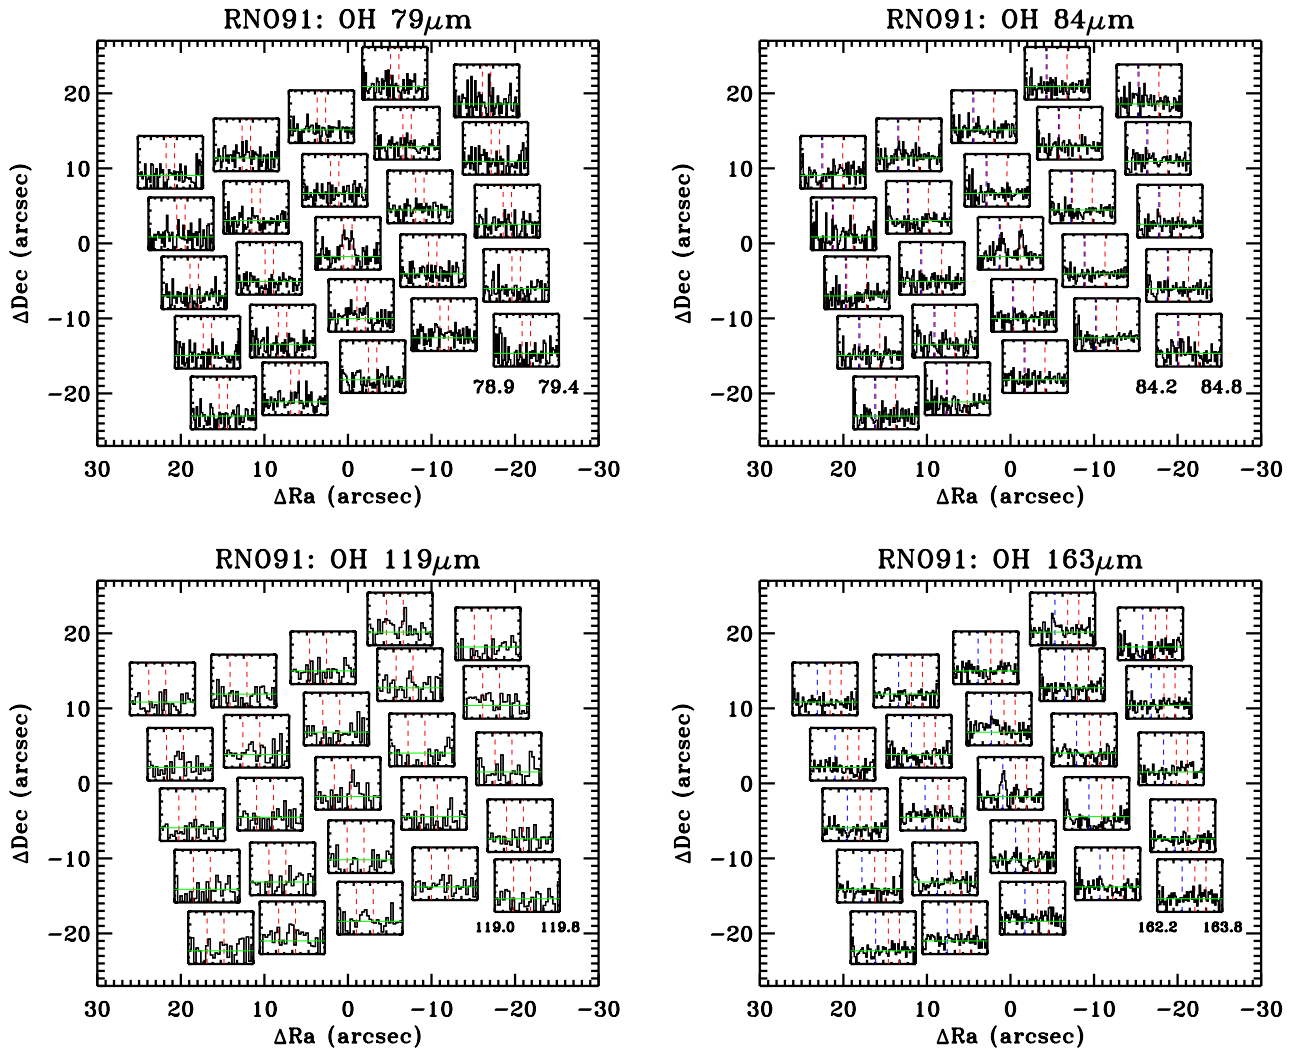 RNO91: OH 79μm
RNO91: OH 84μm
ΔDec (arcsec)
20
10
0
−10
−20
78.9 79.4
30 20 10 0 −10 −20 −30
ΔRa (arcsec)
ΔDec (arcsec)
20
10
0
−10
−20
84.2 84.8
30 20 10 0 −10 −20 −30
ΔRa (arcsec)
RNO91: OH 119μm
RNO91: OH 163μm
ΔDec (arcsec)
20
10
0
−10
−20
119.0 119.8
30 20 10 0 −10 −20 −30
ΔRa (arcsec)
ΔDec (arcsec)
20
10
0
−10
−20
162.2 163.8
30 20 10 0 −10 −20 −30
ΔRa (arcsec)